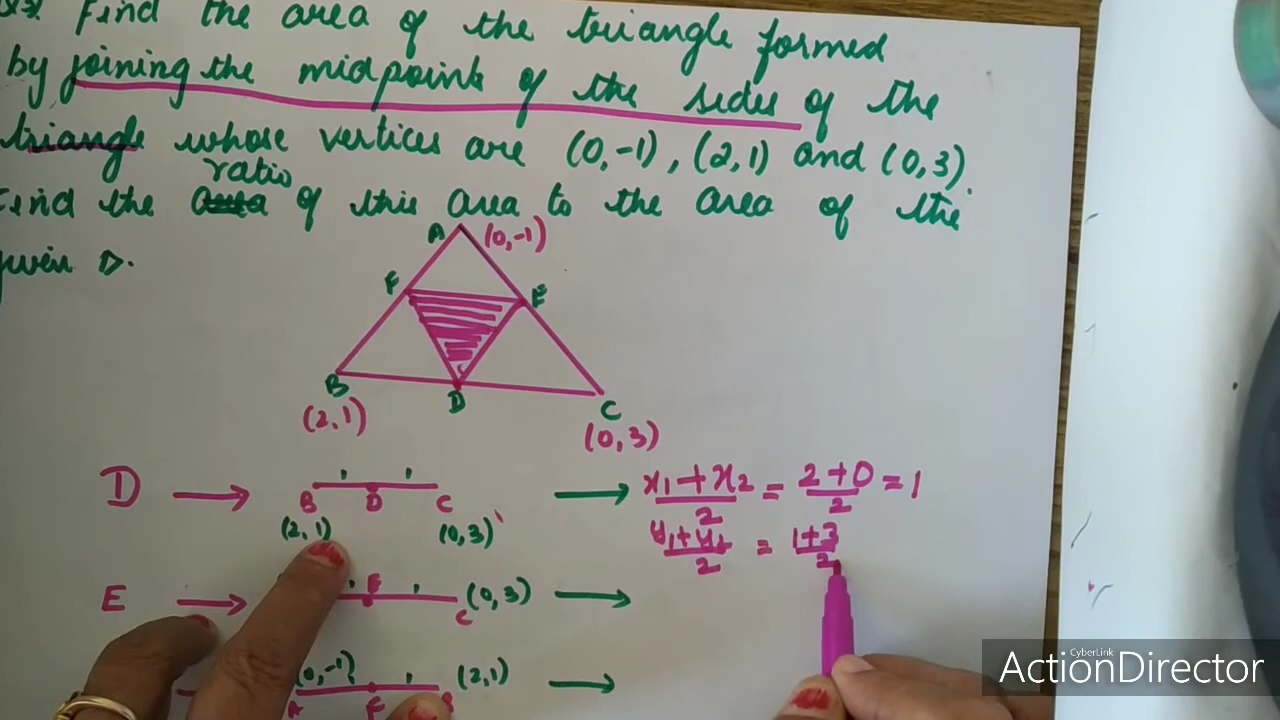 Find the area of the triangle formed
by joining the midpoint of the sides of the
triangle whose vertices are (0,-1), (2,1) and (0,3).
ratio
Find the of this area to the area of the
given Δ.
A (0,-1)
F E
B D C
(2,1) (0,3)
D → B D C → x₁+x₂/2 = 2+0/2 = 1
(2,1) (0,3) y₁+y₂/2 = 1+3/2
E → E C (0,3) →
(0,-1) (2,1) →
A F B
CyberLink
ActionDirector